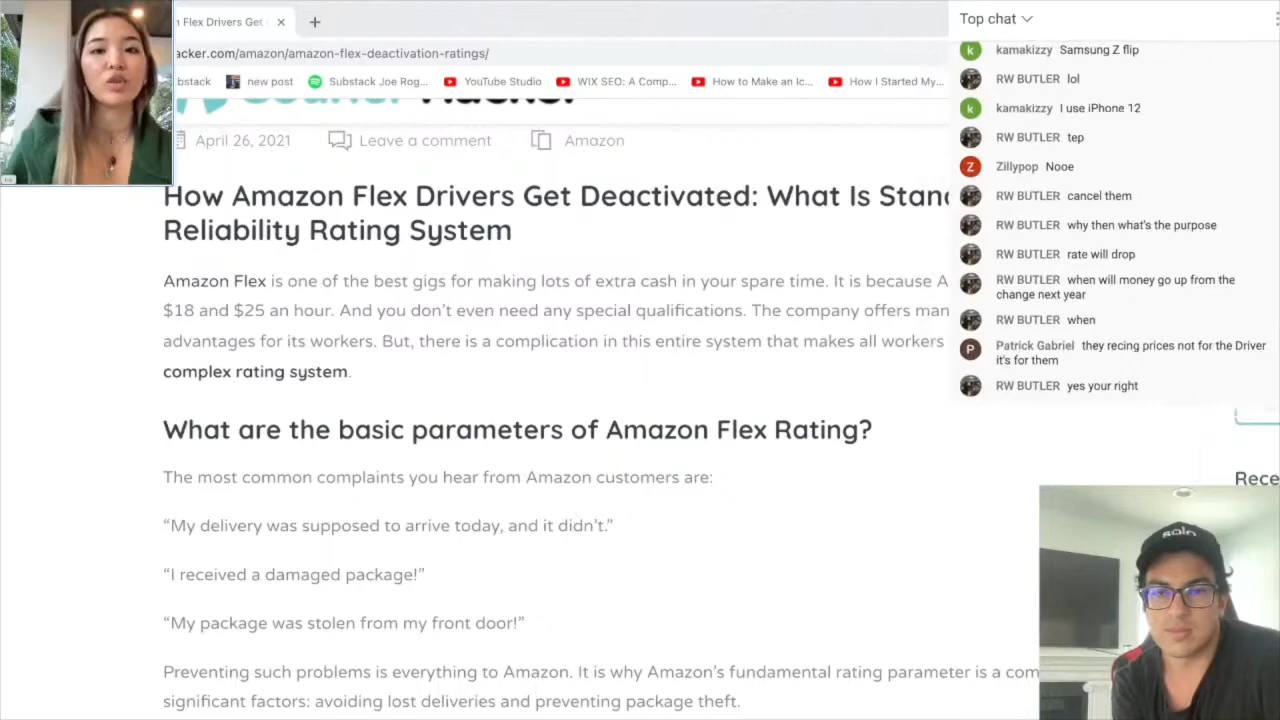 n Flex Drivers Get
acker.com/amazon/amazon-flex-deactivation-ratings/
bstack
new post
Substack Joe Rog...
YouTube Studio
WIX SEO: A Comp...
How to Make an Ic...
How I Started My...
April 26, 2021
Leave a comment
Amazon
How Amazon Flex Drivers Get Deactivated: What Is Stand
Reliability Rating System
Amazon Flex is one of the best gigs for making lots of extra cash in your spare time. It is because A
$18 and $25 an hour. And you don’t even need any special qualifications. The company offers man
advantages for its workers. But, there is a complication in this entire system that makes all workers
complex rating system.
What are the basic parameters of Amazon Flex Rating?
The most common complaints you hear from Amazon customers are:
“My delivery was supposed to arrive today, and it didn’t.”
“I received a damaged package!”
“My package was stolen from my front door!”
Preventing such problems is everything to Amazon. It is why Amazon’s fundamental rating parameter is a com
significant factors: avoiding lost deliveries and preventing package theft.
Top chat
k kamakizzy Samsung Z flip
RW BUTLER lol
k kamakizzy I use iPhone 12
RW BUTLER tep
Z Zillypop Nooe
RW BUTLER cancel them
RW BUTLER why then what's the purpose
RW BUTLER rate will drop
RW BUTLER when will money go up from the
change next year
RW BUTLER when
P Patrick Gabriel they recing prices not for the Driver
it's for them
RW BUTLER yes your right
Rece
solo